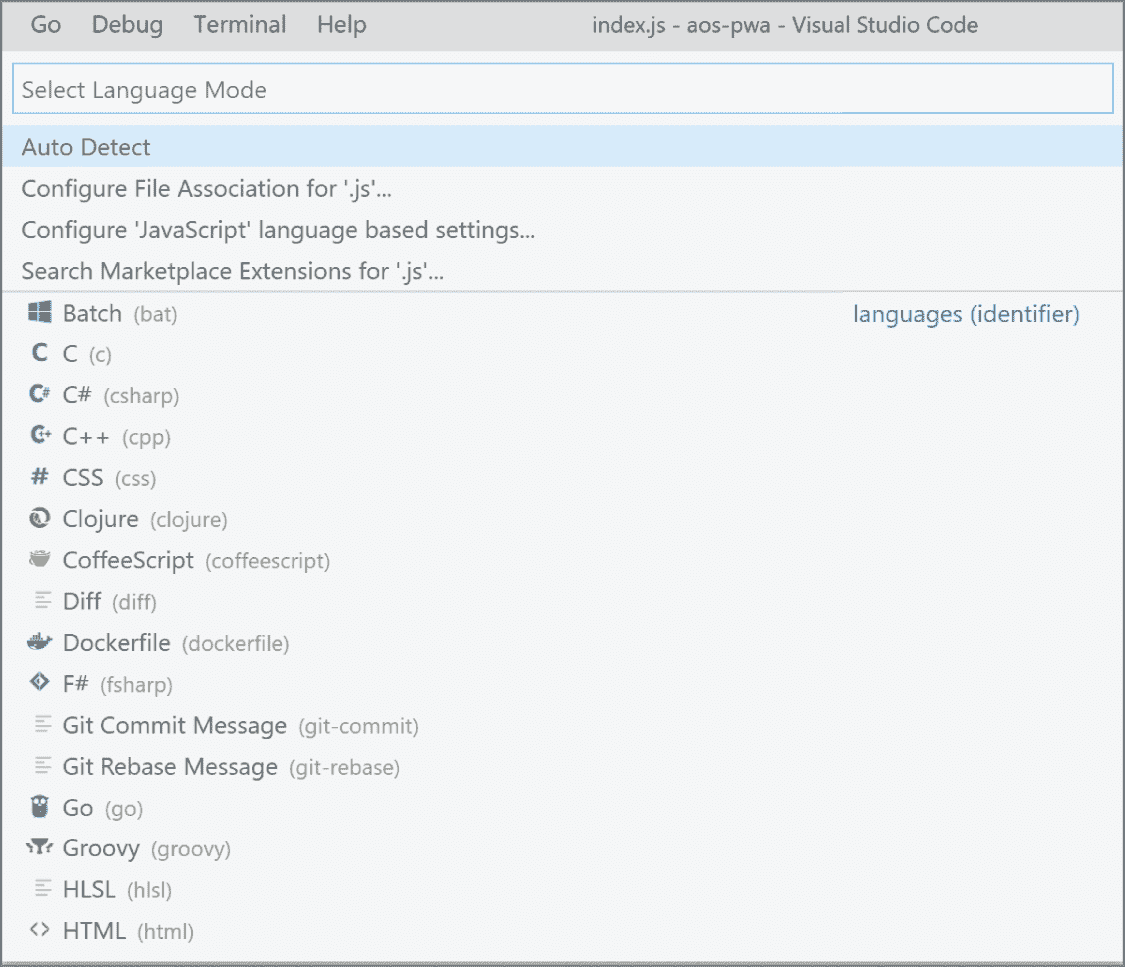 Go Debug Terminal Help index.js - aos-pwa - Visual Studio Code
Select Language Mode
Auto Detect
Configure File Association for '.js'...
Configure 'JavaScript' language based settings...
Search Marketplace Extensions for '.js'...
Batch (bat) languages (identifier)
C (c)
C# (csharp)
C++ (cpp)
CSS (css)
Clojure (clojure)
CoffeeScript (coffeescript)
Diff (diff)
Dockerfile (dockerfile)
F# (fsharp)
Git Commit Message (git-commit)
Git Rebase Message (git-rebase)
Go (go)
Groovy (groovy)
HLSL (hlsl)
HTML (html)